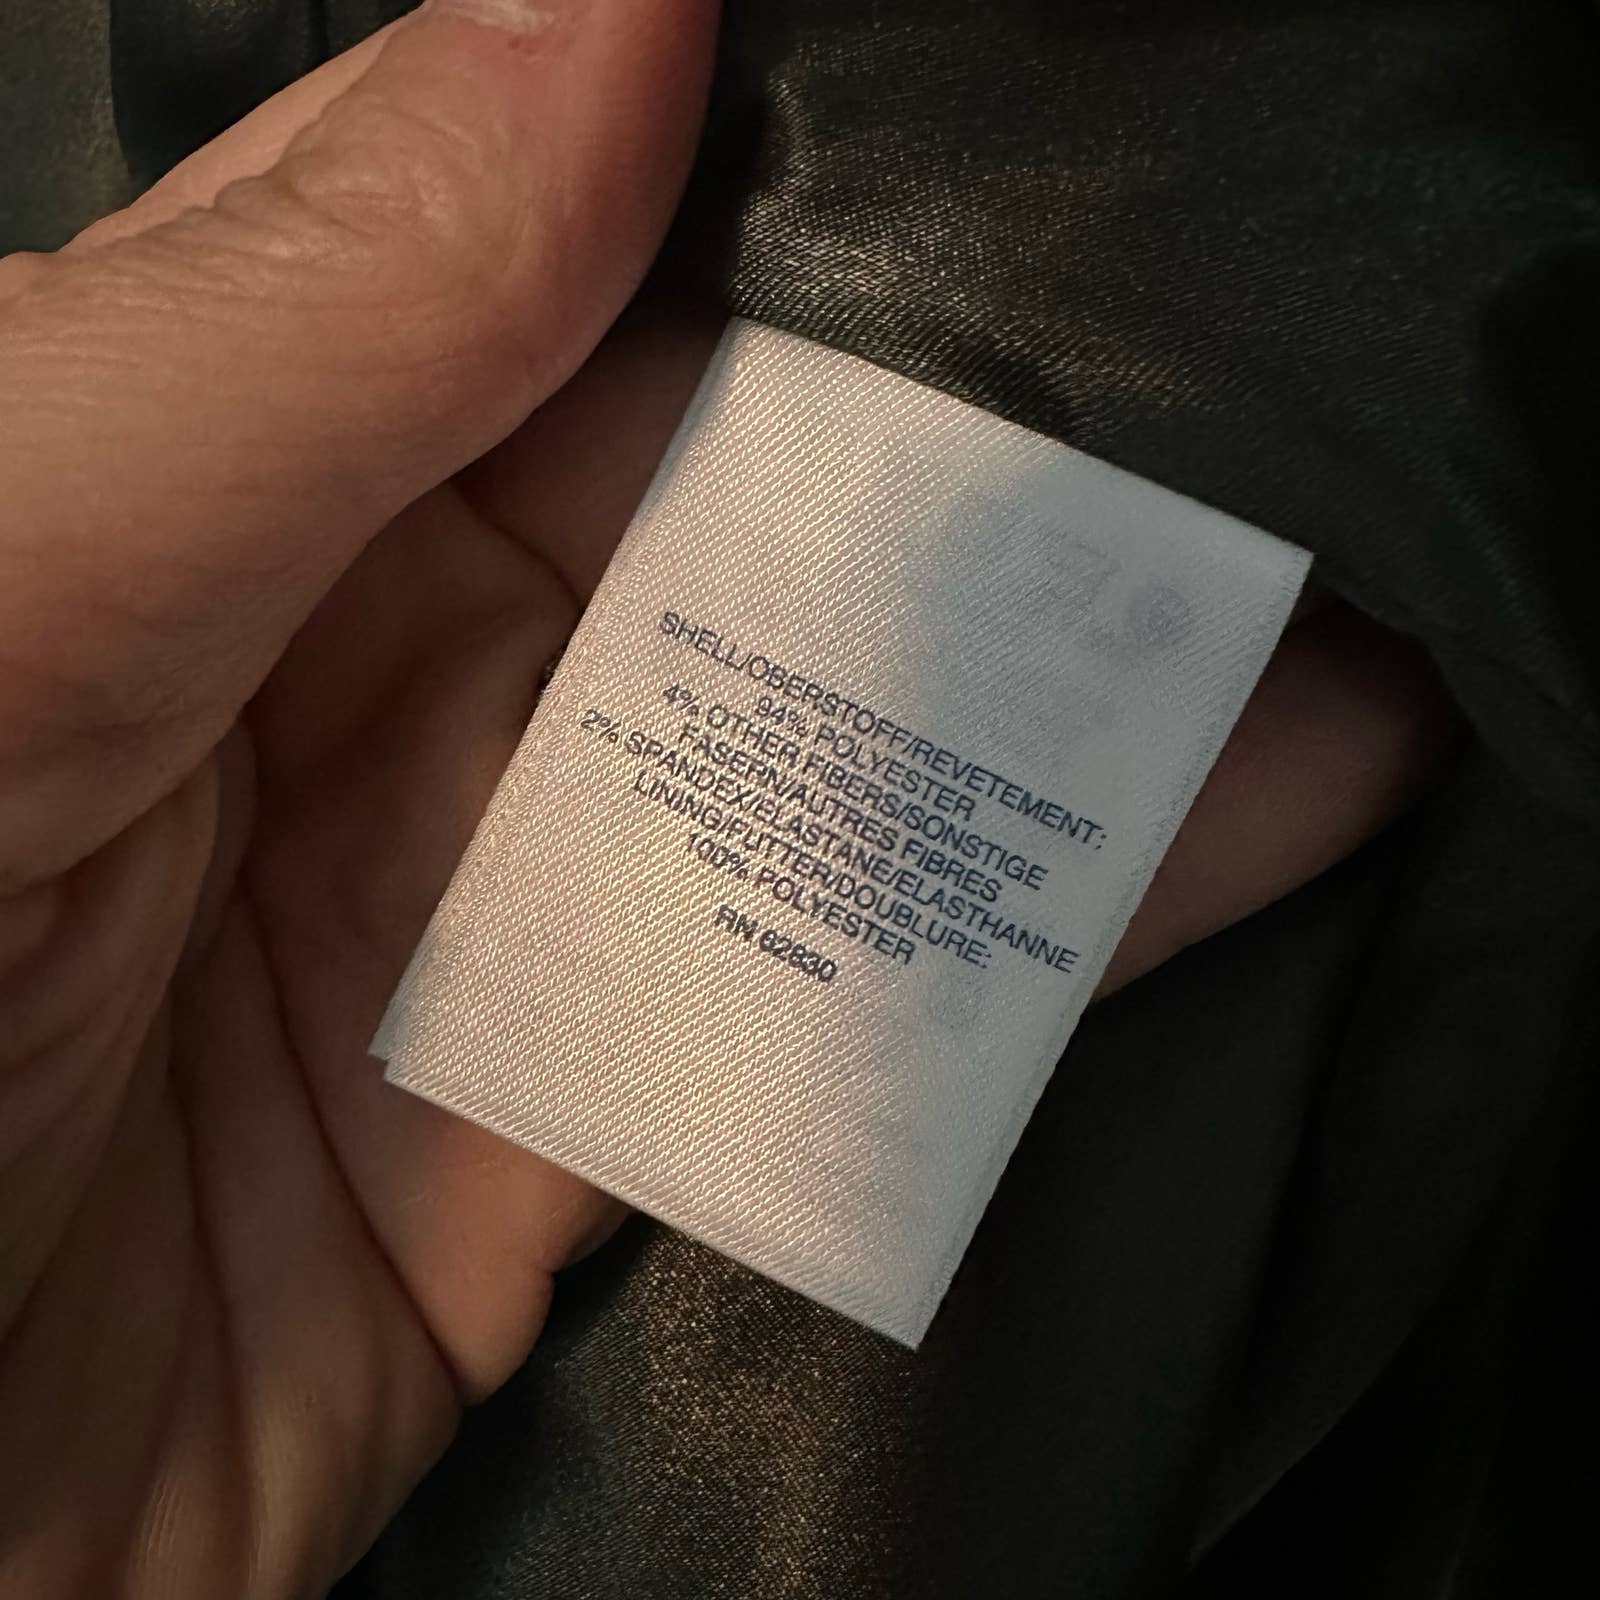 SHELL/OBERSTOFF/REVETEMENT:
94% POLYESTER
4% OTHER FIBERS/SONSTIGE
FASERN/AUTRES FIBRES
2% SPANDEX/ELASTANE/ELASTHANNE
LINING/FUTTER/DOUBLURE:
100% POLYESTER
RN 62830